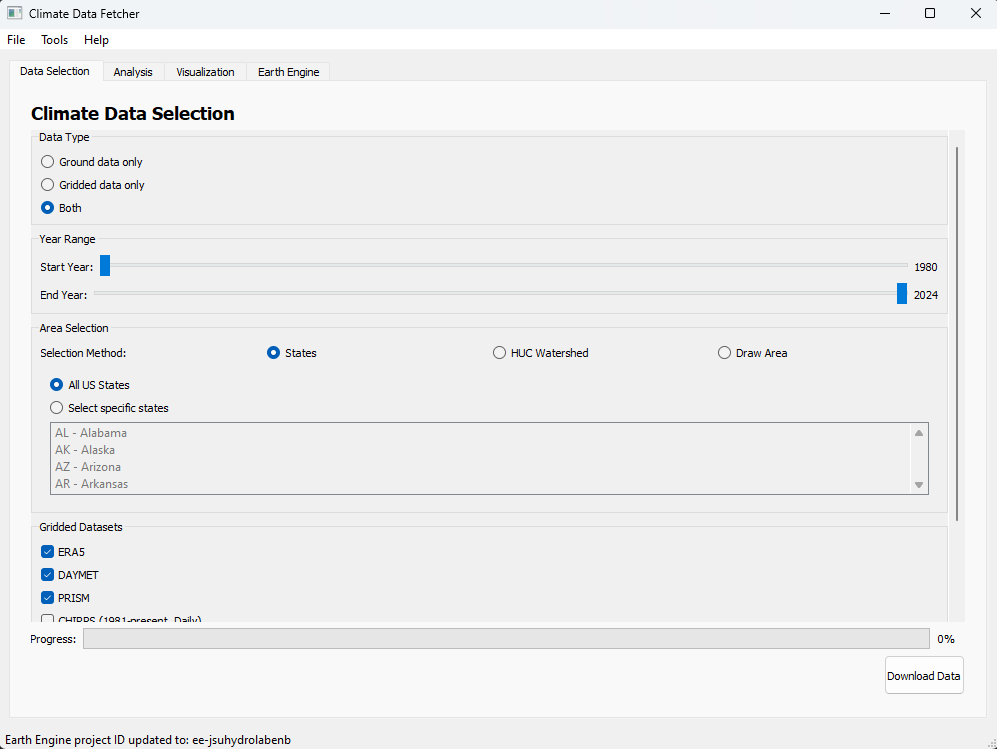 Climate Data Fetcher
File Tools Help
Data Selection Analysis Visualization Earth Engine
Climate Data Selection
Data Type
Ground data only
Gridded data only
Both
Year Range
Start Year: 1980
End Year: 2024
Area Selection
Selection Method: States HUC Watershed Draw Area
All US States
Select specific states
AL - Alabama
AK - Alaska
AZ - Arizona
AR - Arkansas
Gridded Datasets
ERA5
DAYMET
PRISM
CHIRPS (1981-present, Daily)
Progress: 0%
Download Data
Earth Engine project ID updated to: ee-jsuhydrolabenb